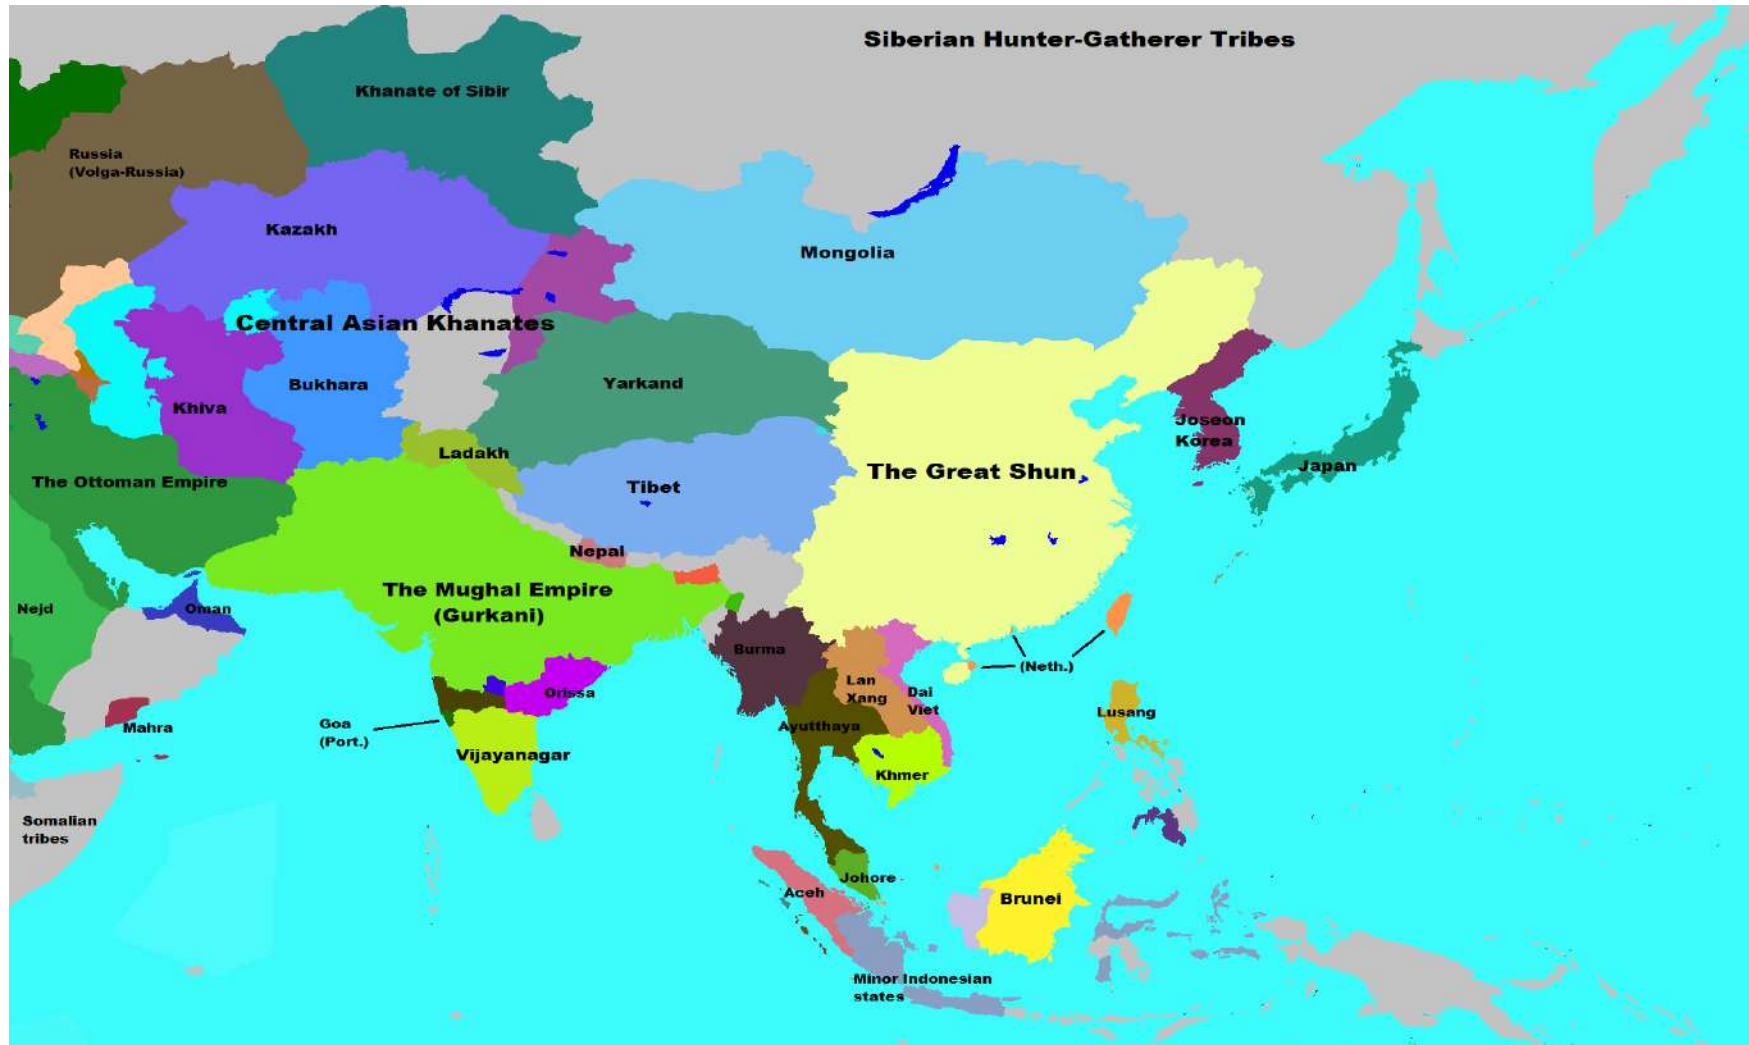 Siberian Hunter-Gatherer Tribes
Khanate of Sibir
Russia
(Volga-Russia)
Kazakh
Mongolia
Central Asian Khanates
Bukhara
Yarkand
Khiva
Joseon
Korea
Ladakh
Japan
The Great Shun
The Ottoman Empire
Tibet
Nepal
The Mughal Empire
(Gurkani)
Nejd
Oman
Burma
(Neth.)
Lan
Xang
Dai
Viet
Orissa
Mahra
Goa
(Port.)
Ayutthaya
Lusang
Vijayanagar
Khmer
Somalian
tribes
Johore
Aceh
Brunei
Minor Indonesian
states